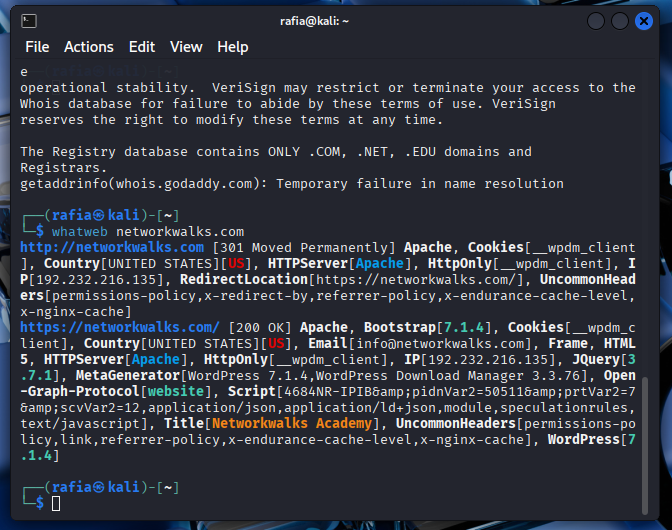 rafia@kali: ~
File Actions Edit View Help
e
operational stability.  VeriSign may restrict or terminate your access to the
Whois database for failure to abide by these terms of use. VeriSign
reserves the right to modify these terms at any time.
The Registry database contains ONLY .COM, .NET, .EDU domains and
Registrars.
getaddrinfo(whois.godaddy.com): Temporary failure in name resolution
┌──(rafia㉿kali)-[~]
└─$ whatweb networkwalks.com
http://networkwalks.com [301 Moved Permanently] Apache, Cookies[__wpdm_client
], Country[UNITED STATES][US], HTTPServer[Apache], HttpOnly[__wpdm_client], I
P[192.232.216.135], RedirectLocation[https://networkwalks.com/], UncommonHead
ers[permissions-policy,x-redirect-by,referrer-policy,x-endurance-cache-level,
x-nginx-cache]
https://networkwalks.com/ [200 OK] Apache, Bootstrap[7.1.4], Cookies[__wpdm_c
lient], Country[UNITED STATES][US], Email[info@networkwalks.com], Frame, HTML
5, HTTPServer[Apache], HttpOnly[__wpdm_client], IP[192.232.216.135], JQuery[3
.7.1], MetaGenerator[WordPress 7.1.4,WordPress Download Manager 3.3.76], Open
-Graph-Protocol[website], Script[4684NR-IPIB&amp;pidnVar2=50511&amp;prtVar2=7
&amp;scvVar2=12,application/json,application/ld+json,module,speculationrules,
text/javascript], Title[Networkwalks Academy], UncommonHeaders[permissions-po
licy,link,referrer-policy,x-endurance-cache-level,x-nginx-cache], WordPress[7
.1.4]
┌──(rafia㉿kali)-[~]
└─$